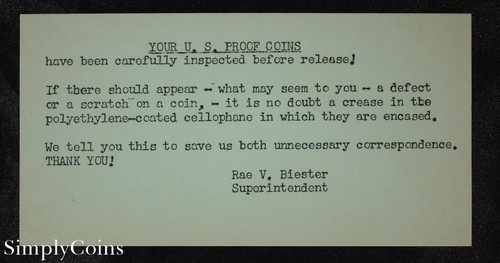 YOUR U. S. PROOF COINS
have been carefully inspected before release!
If there should appear - what may seem to you - a defect
or a scratch on a coin, - it is no doubt a crease in the
polyethylene-coated cellophane in which they are encased.
We tell you this to save us both unnecessary correspondence.
THANK YOU!
Rae V. Biester
Superintendent
SimplyCoins